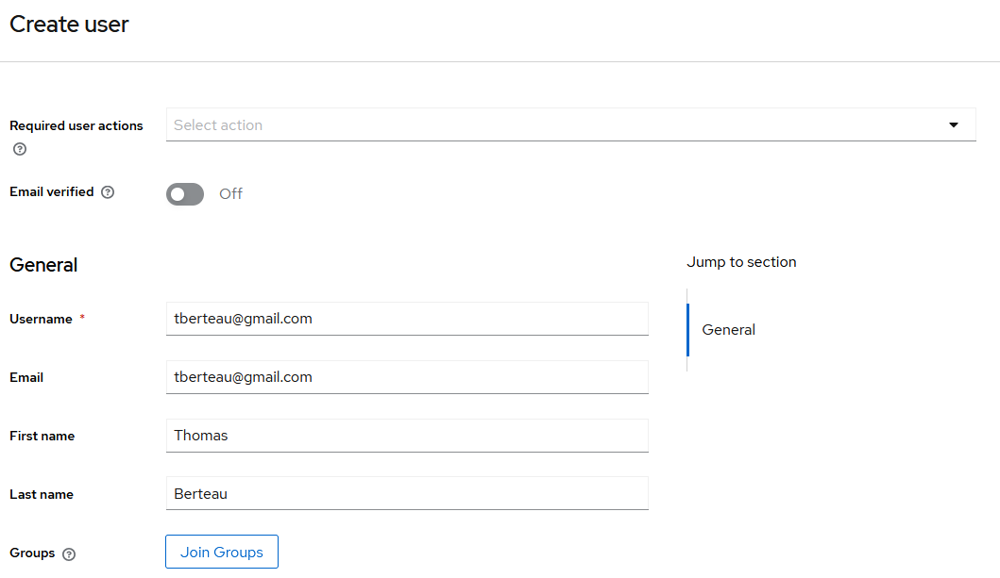 Create user
Required user actions
Select action
Email verified
Off
General
Jump to section
Username *
tberteau@gmail.com
General
Email
tberteau@gmail.com
First name
Thomas
Last name
Berteau
Groups
Join Groups